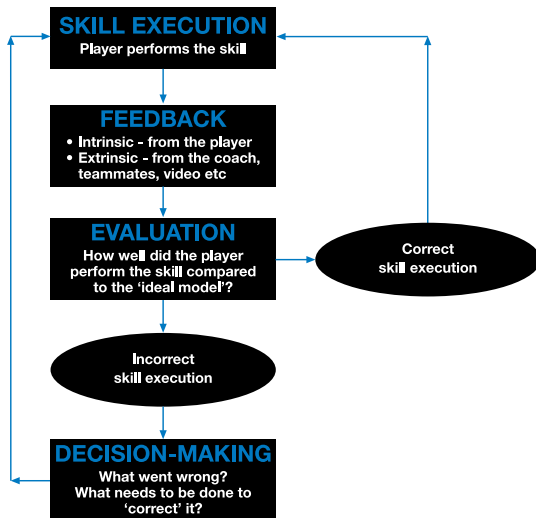 SKILL EXECUTION
Player performs the skill
FEEDBACK
• Intrinsic - from the player
• Extrinsic - from the coach,
teammates, video etc
EVALUATION
How well did the player
perform the skill compared
to the ‘ideal model’?
Correct
skill execution
Incorrect
skill execution
DECISION-MAKING
What went wrong?
What needs to be done to
‘correct’ it?